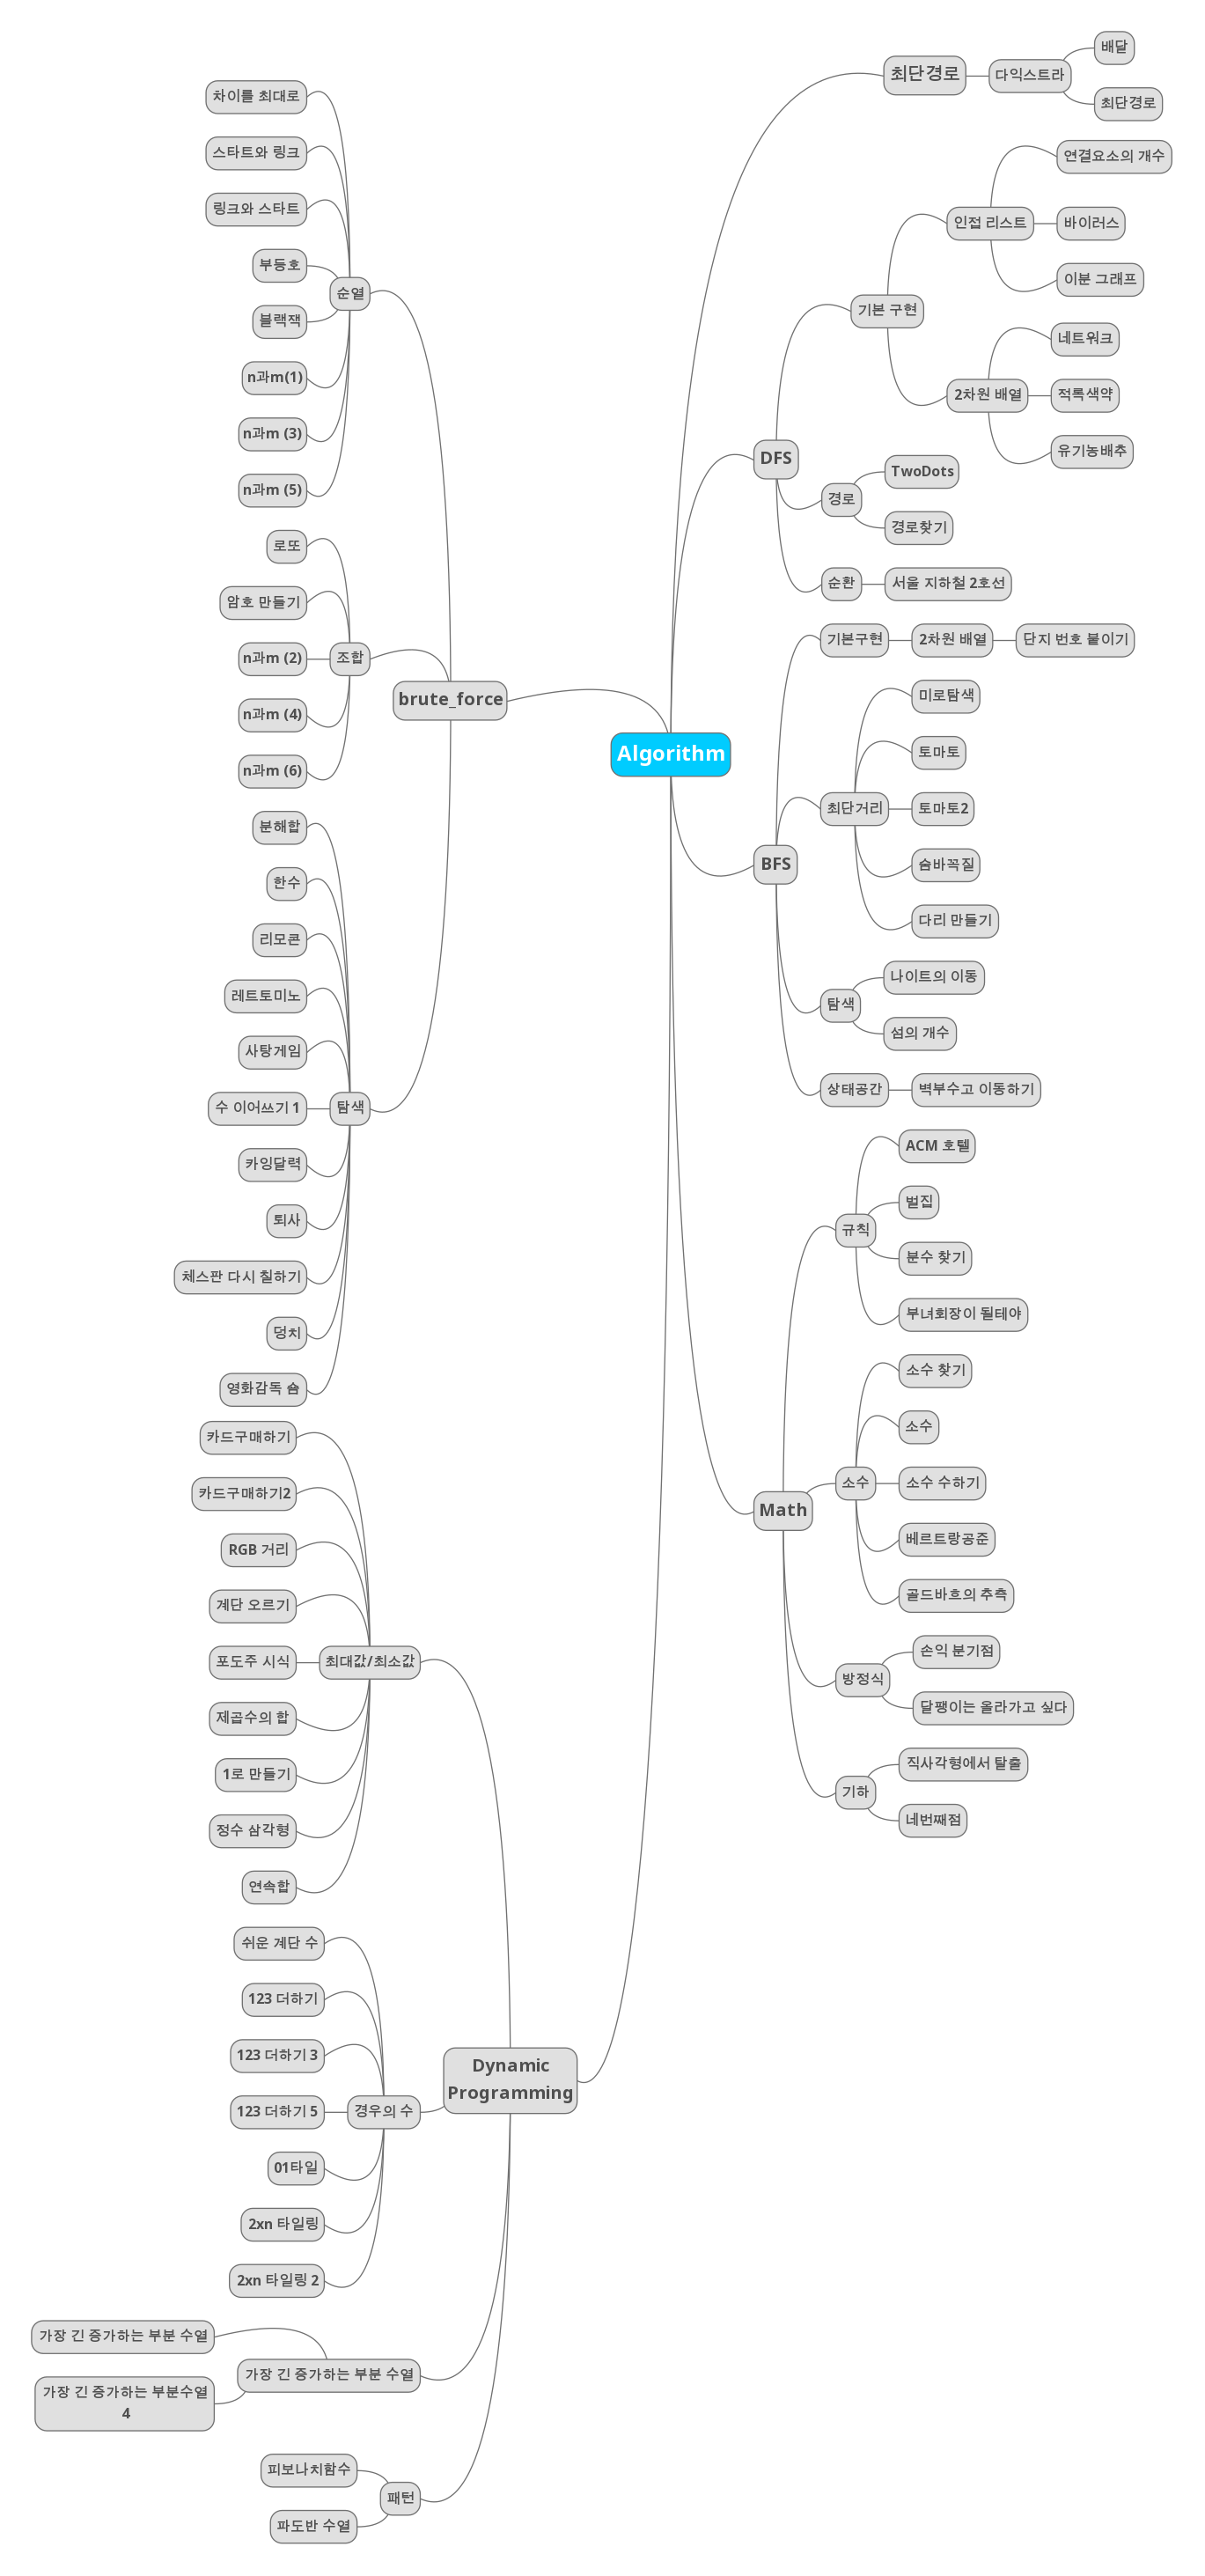 Algorithm
최단경로
다익스트라
배달
최단경로
DFS
기본 구현
인접 리스트
연결요소의 개수
바이러스
이분 그래프
2차원 배열
네트워크
적록색약
유기농배추
경로
TwoDots
경로찾기
순환
서울 지하철 2호선
BFS
기본구현
2차원 배열
단지 번호 붙이기
최단거리
미로탐색
토마토
토마토2
숨바꼭질
다리 만들기
탐색
나이트의 이동
섬의 개수
상태공간
벽부수고 이동하기
Math
규칙
ACM 호텔
벌집
분수 찾기
부녀회장이 될테야
소수
소수 찾기
소수
소수 수하기
베르트랑공준
골드바흐의 추측
방정식
손익 분기점
달팽이는 올라가고 싶다
기하
직사각형에서 탈출
네번째점
brute_force
순열
차이를 최대로
스타트와 링크
링크와 스타트
부등호
블랙잭
n과m(1)
n과m (3)
n과m (5)
조합
로또
암호 만들기
n과m (2)
n과m (4)
n과m (6)
탐색
분해합
한수
리모콘
레트토미노
사탕게임
수 이어쓰기 1
카잉달력
퇴사
체스판 다시 칠하기
덩치
영화감독 숌
Dynamic
Programming
최대값/최소값
카드구매하기
카드구매하기2
RGB 거리
계단 오르기
포도주 시식
제곱수의 합
1로 만들기
정수 삼각형
연속합
경우의 수
쉬운 계단 수
123 더하기
123 더하기 3
123 더하기 5
01타일
2xn 타일링
2xn 타일링 2
가장 긴 증가하는 부분 수열
가장 긴 증가하는 부분 수열
가장 긴 증가하는 부분수열
4
패턴
피보나치함수
파도반 수열